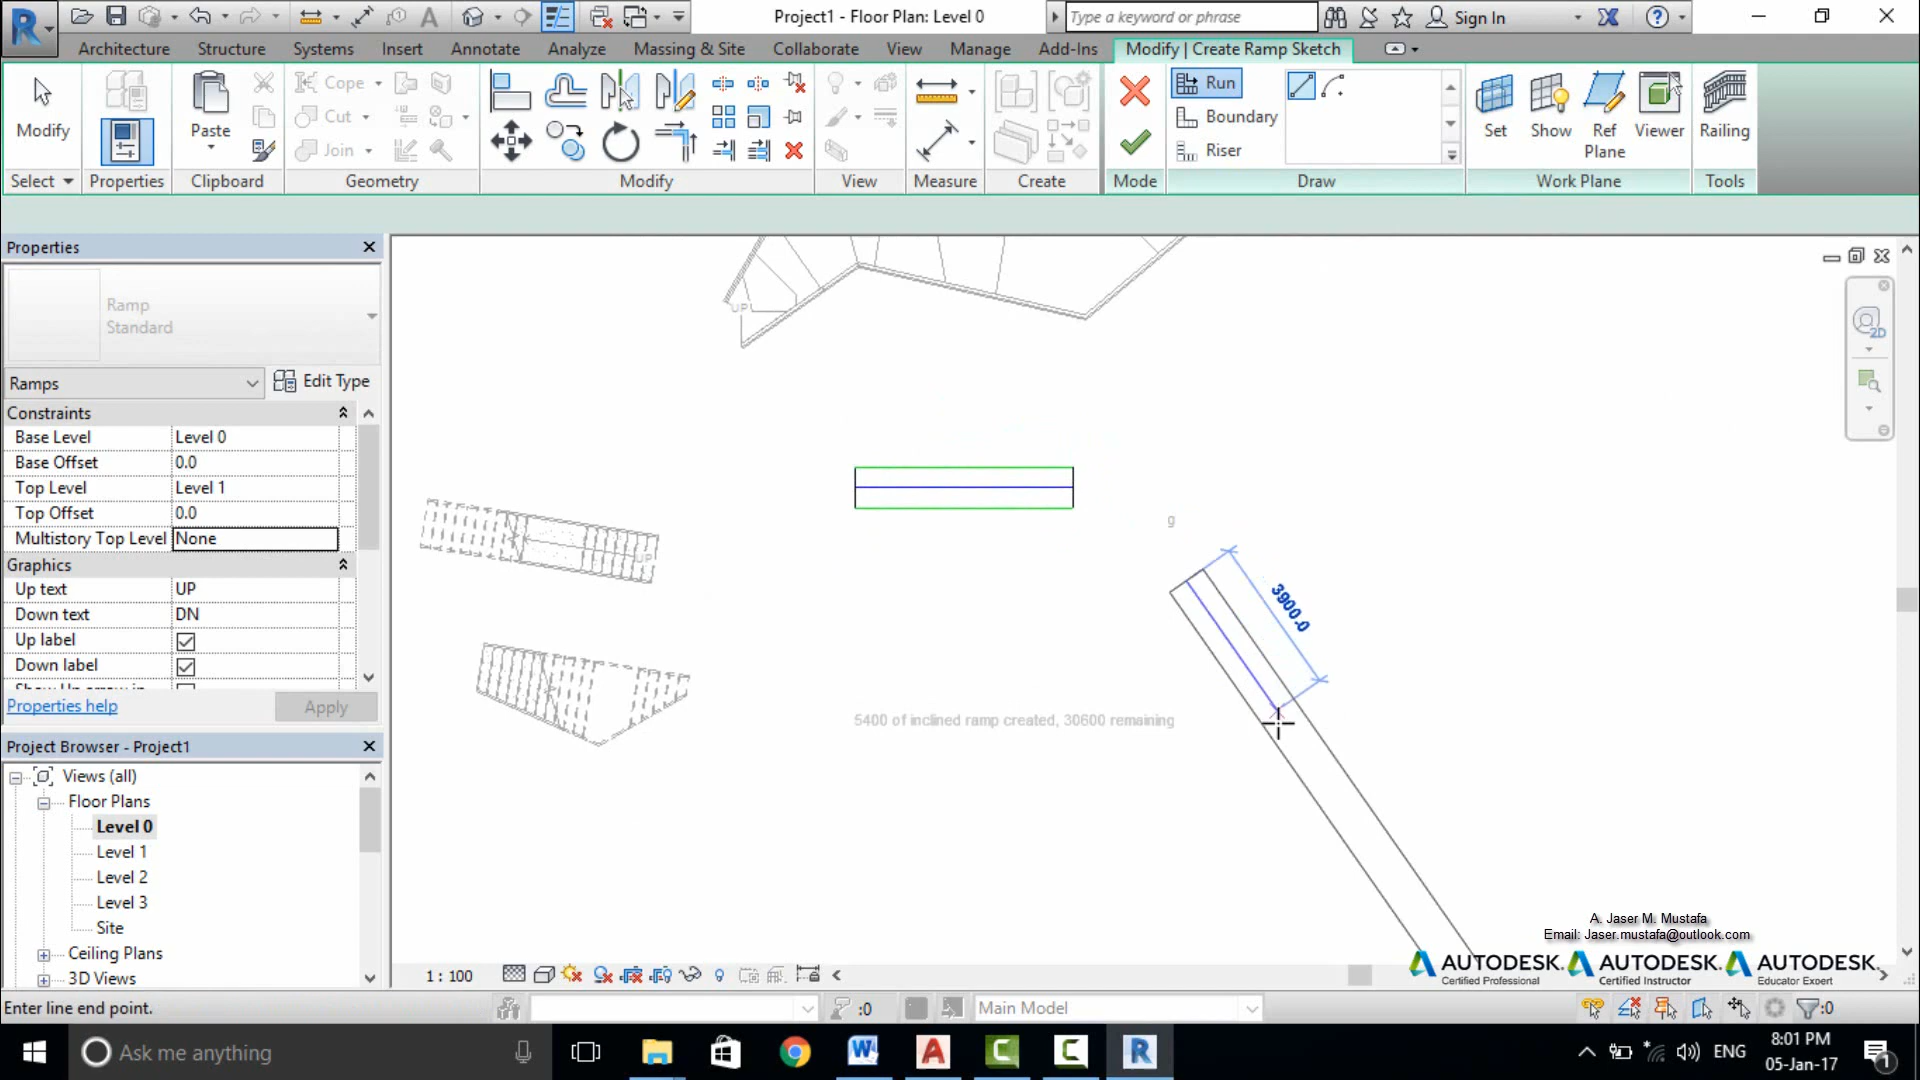 Project1 - Floor Plan: Level 0
Type a keyword or phrase
Sign In
Architecture Structure Systems Insert Annotate Analyze Massing & Site Collaborate View Manage Add-Ins Modify | Create Ramp Sketch
Modify
Paste
Cope
Cut
Join
Run
Boundary
Riser
Set
Show
Ref Plane
Viewer
Railing
Select Properties Clipboard Geometry Modify View Measure Create Mode Draw Work Plane Tools
Properties
Ramp
Standard
Ramps
Edit Type
Constraints
Base Level Level 0
Base Offset 0.0
Top Level Level 1
Top Offset 0.0
Multistory Top Level None
Graphics
Up text UP
Down text DN
Up label
Down label
Properties help
Apply
Project Browser - Project1
Views (all)
Floor Plans
Level 0
Level 1
Level 2
Level 3
Site
Ceiling Plans
3D Views
UP
UP
g
3900.0
5400 of inclined ramp created, 30600 remaining
2D
A. Jaser M. Mustafa
Email: Jaser.mustafa@outlook.com
AUTODESK.
Certified Professional
AUTODESK.
Certified Instructor
AUTODESK.
Educator Expert
1 : 100
Enter line end point.
:0
Main Model
:0
Ask me anything
ENG
8:01 PM
05-Jan-17
1